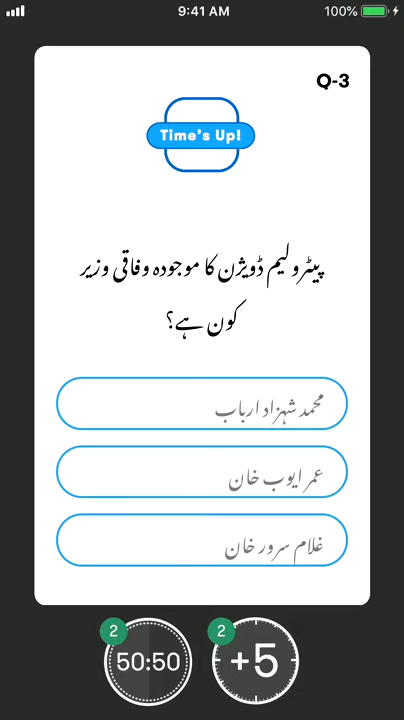 9:41 AM
100%
Q-3
Time's Up!
پیٹرولیم ڈویژن کا موجودہ وفاقی وزیر
کون ہے؟
محمد شہزاد ارباب
عمر ایوب خان
غلام سرور خان
2
50:50
2
+5